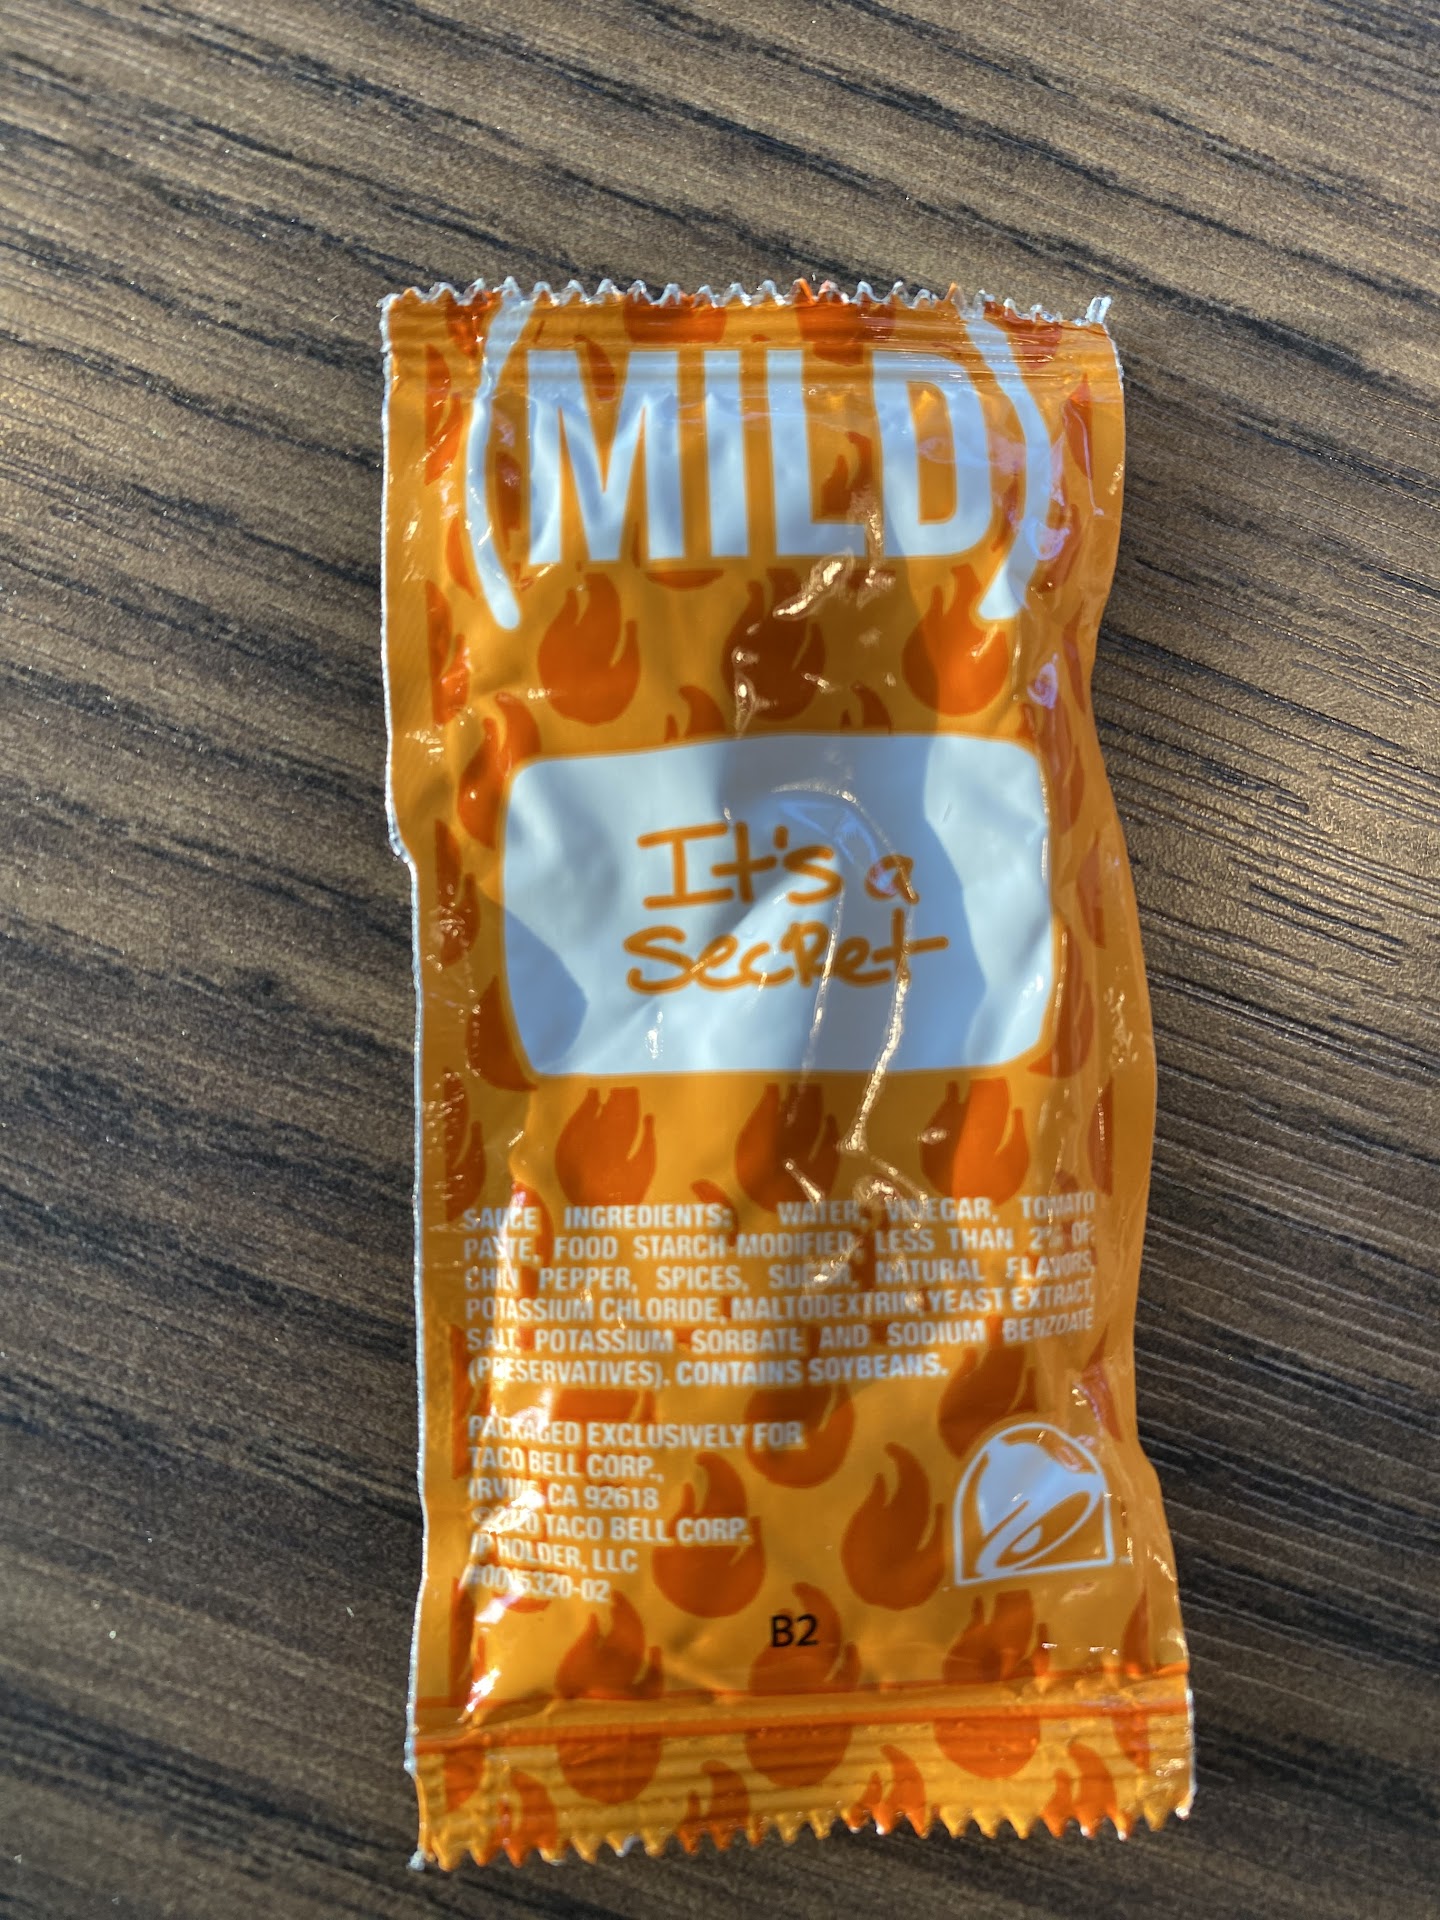 (MILD)
It's a
Secret
SAUCE INGREDIENTS: WATER, VINEGAR, TOMATO
PASTE, FOOD STARCH-MODIFIED, LESS THAN 2% OF:
CHILI PEPPER, SPICES, SUGAR, NATURAL FLAVORS,
POTASSIUM CHLORIDE, MALTODEXTRIN, YEAST EXTRACT,
SALT, POTASSIUM SORBATE AND SODIUM BENZOATE
(PRESERVATIVES). CONTAINS SOYBEANS.
PACKAGED EXCLUSIVELY FOR
TACO BELL CORP.,
IRVINE, CA 92618
TACO BELL CORP.
IP HOLDER, LLC
B2